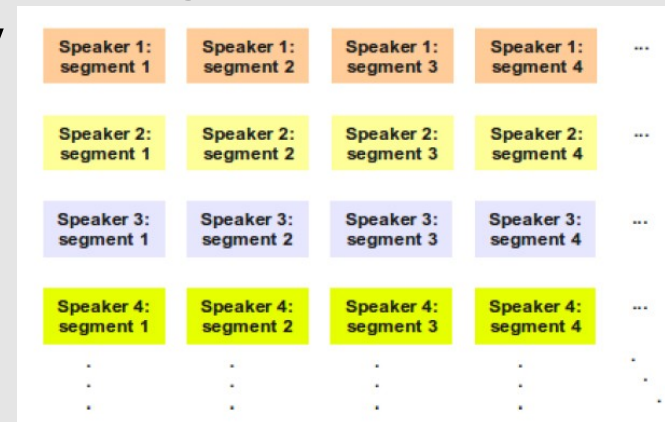 Speaker 1: segment 1 Speaker 1: segment 2 Speaker 1: segment 3 Speaker 1: segment 4 ...
Speaker 2: segment 1 Speaker 2: segment 2 Speaker 2: segment 3 Speaker 2: segment 4 ...
Speaker 3: segment 1 Speaker 3: segment 2 Speaker 3: segment 3 Speaker 3: segment 4 ...
Speaker 4: segment 1 Speaker 4: segment 2 Speaker 4: segment 3 Speaker 4: segment 4 ...